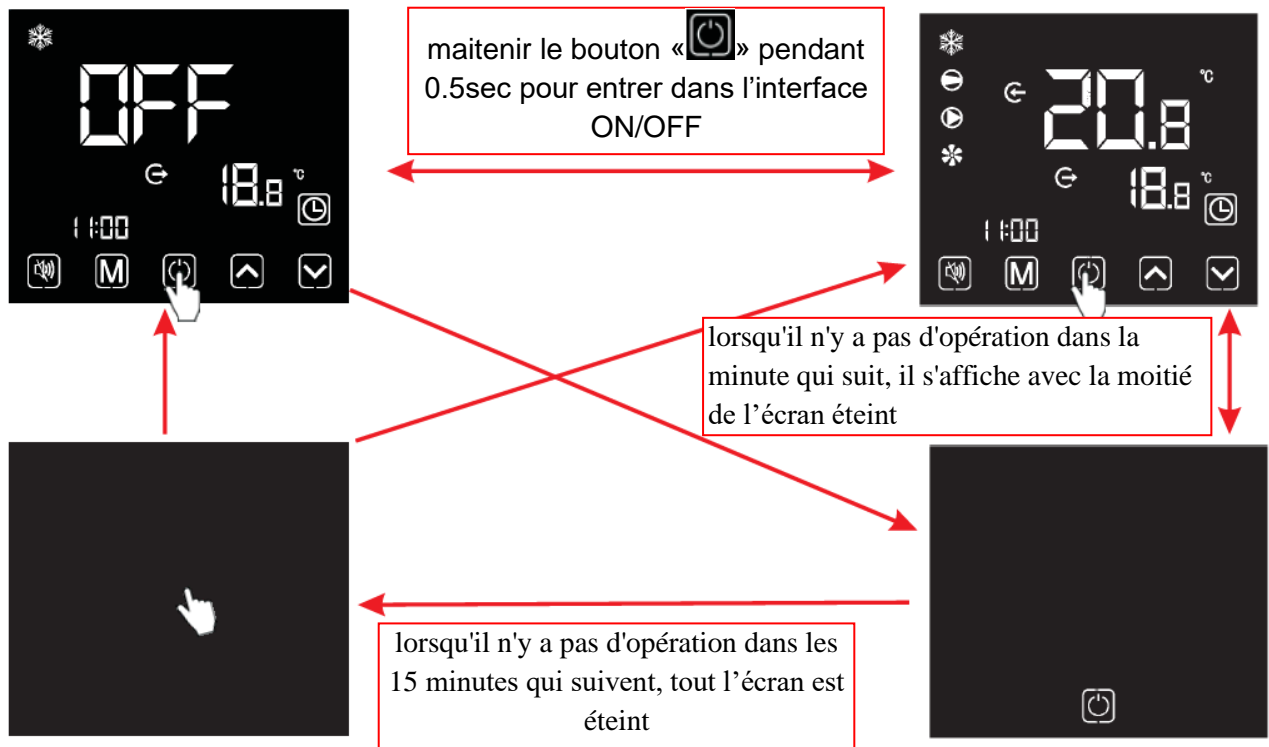 OFF
18.8 °C
11:00
M
maitenir le bouton « » pendant
0.5sec pour entrer dans l’interface
ON/OFF
20.8 °C
18.8 °C
11:00
M
lorsqu'il n'y a pas d'opération dans la
minute qui suit, il s'affiche avec la moitié
de l’écran éteint
lorsqu'il n'y a pas d'opération dans les
15 minutes qui suivent, tout l’écran est
éteint